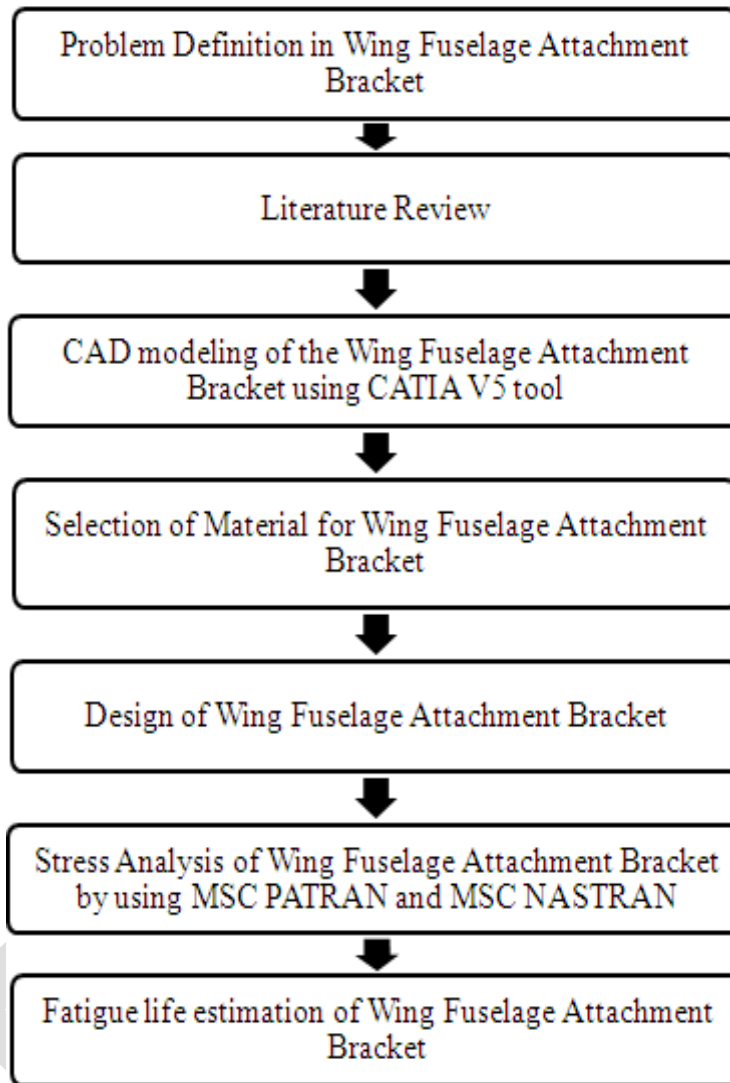 Problem Definition in Wing Fuselage Attachment
Bracket
Literature Review
CAD modeling of the Wing Fuselage Attachment
Bracket using CATIA V5 tool
Selection of Material for Wing Fuselage Attachment
Bracket
Design of Wing Fuselage Attachment Bracket
Stress Analysis of Wing Fuselage Attachment Bracket
by using MSC PATRAN and MSC NASTRAN
Fatigue life estimation of Wing Fuselage Attachment
Bracket